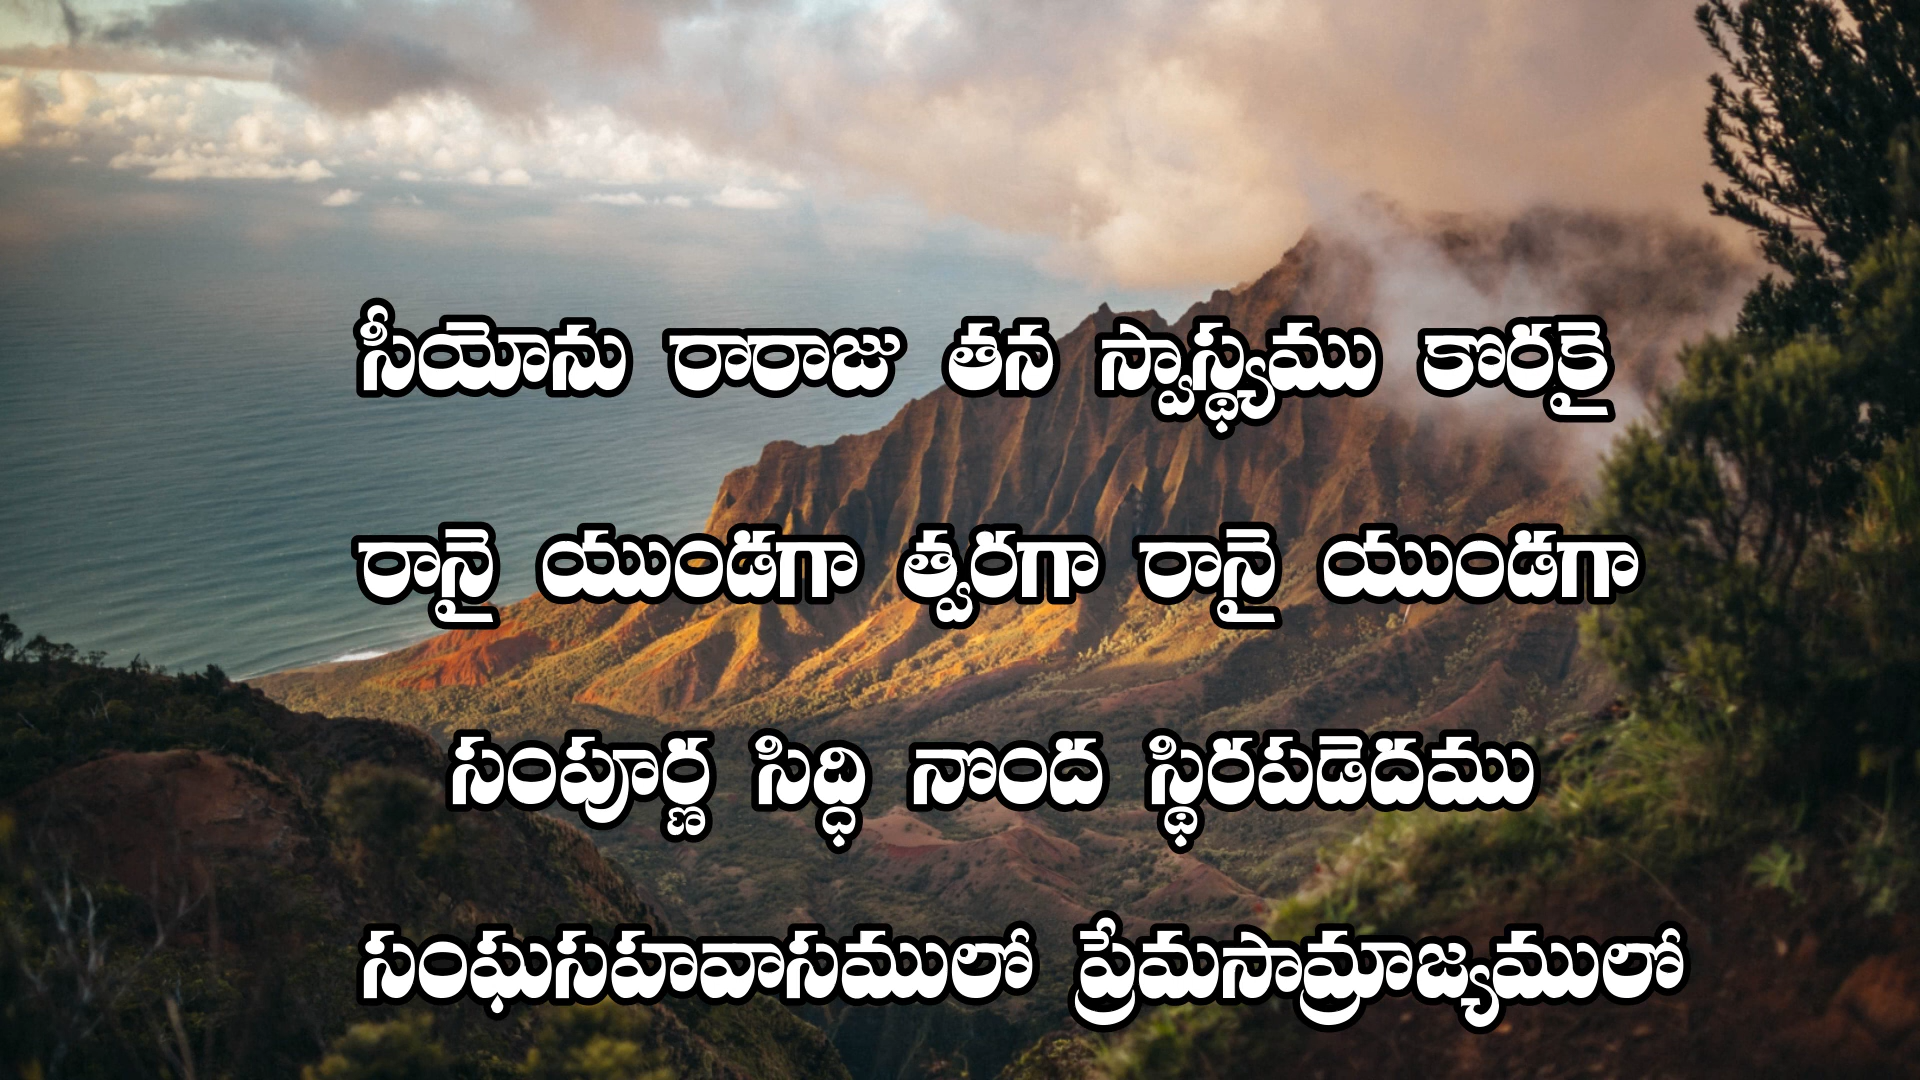 సీయోను రారాజు తన స్వాస్థ్యము కొరకై
రానై యుండగా త్వరగా రానై యుండగా
సంపూర్ణ సిద్ధి నొంద స్థిరపడెదము
సంఘసహవాసములో ప్రేమసామ్రాజ్యములో